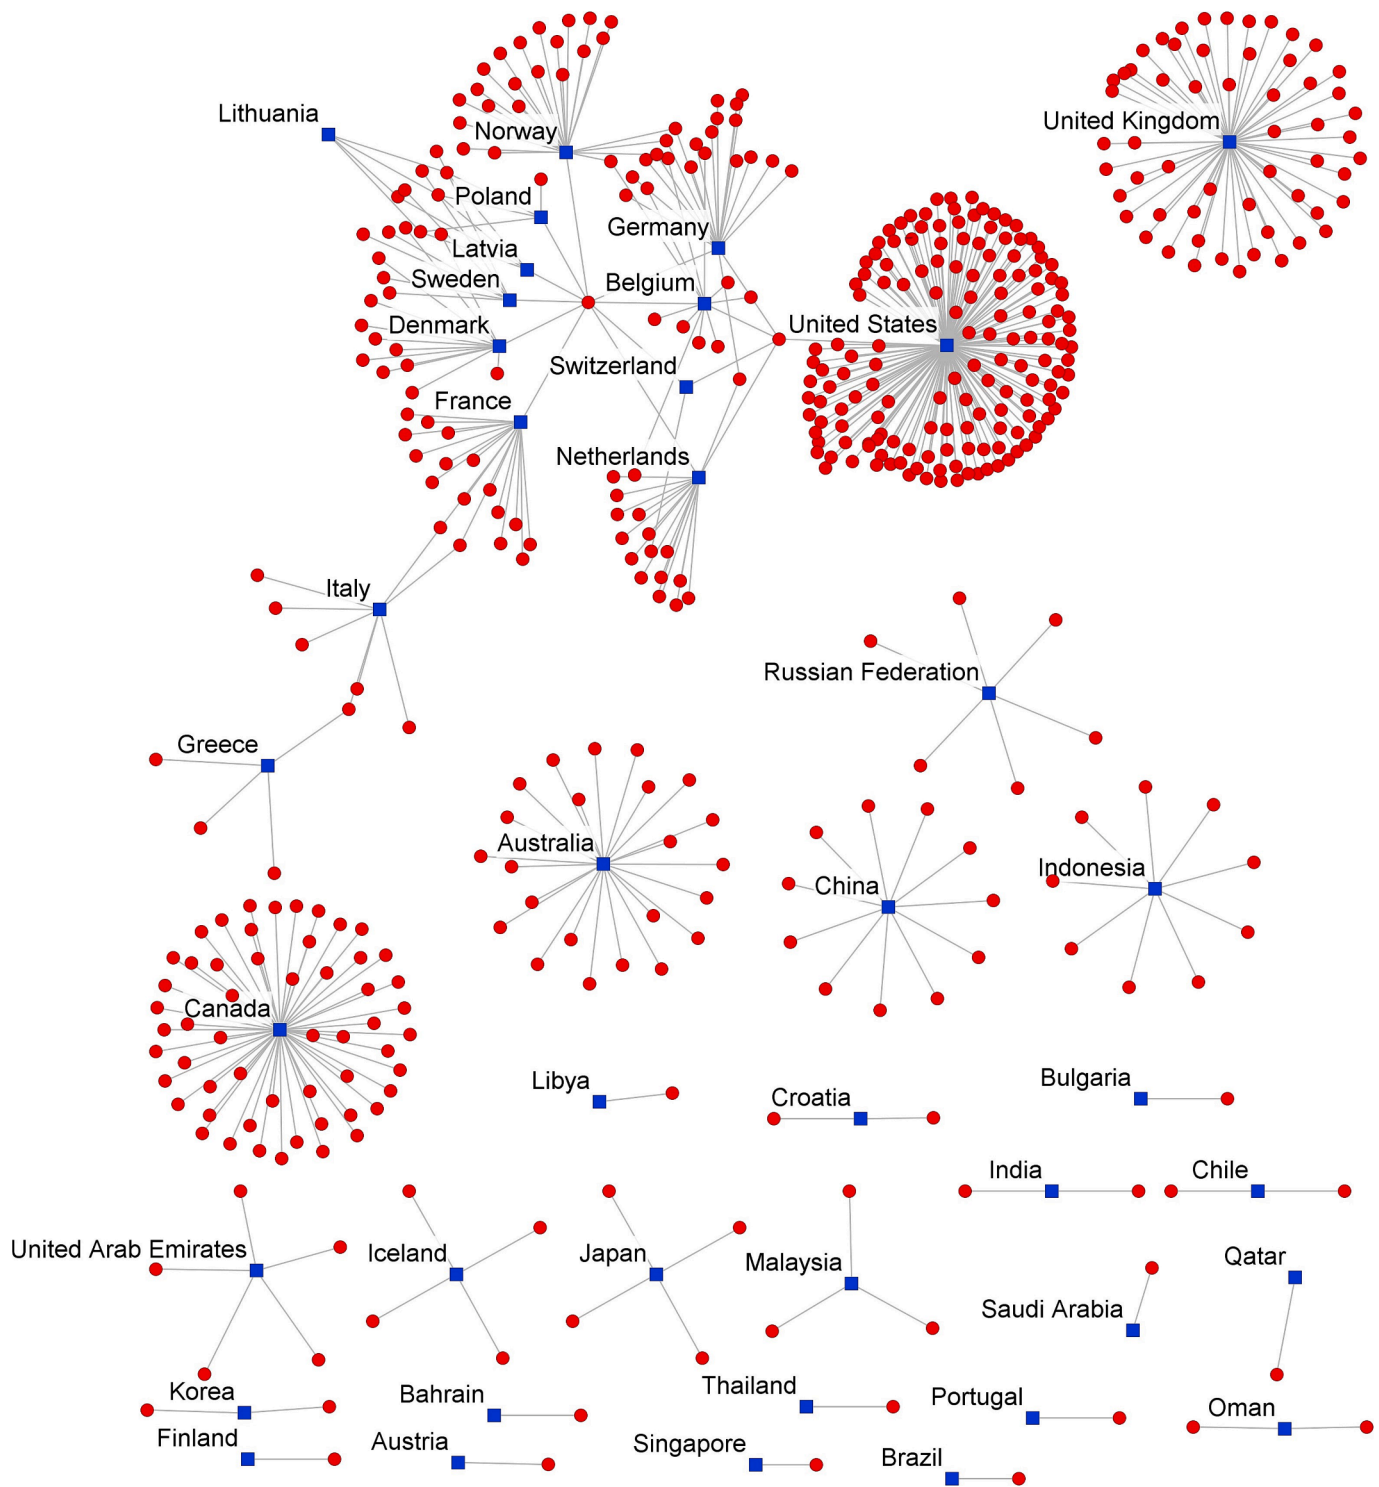 Lithuania
Norway
United Kingdom
Poland
Germany
Latvia
Sweden
Belgium
Denmark
United States
Switzerland
France
Netherlands
Italy
Russian Federation
Greece
Australia
China
Indonesia
Canada
Libya
Croatia
Bulgaria
India
Chile
United Arab Emirates
Iceland
Japan
Malaysia
Qatar
Saudi Arabia
Korea
Bahrain
Thailand
Portugal
Oman
Finland
Austria
Singapore
Brazil